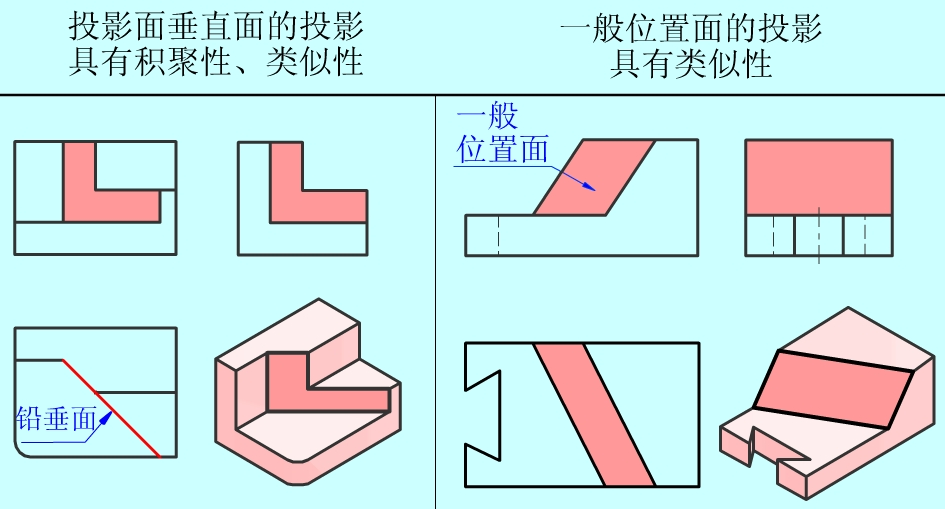 投影面垂直面的投影
具有积聚性、类似性
一般位置面的投影
具有类似性
一般
位置面
铅垂面